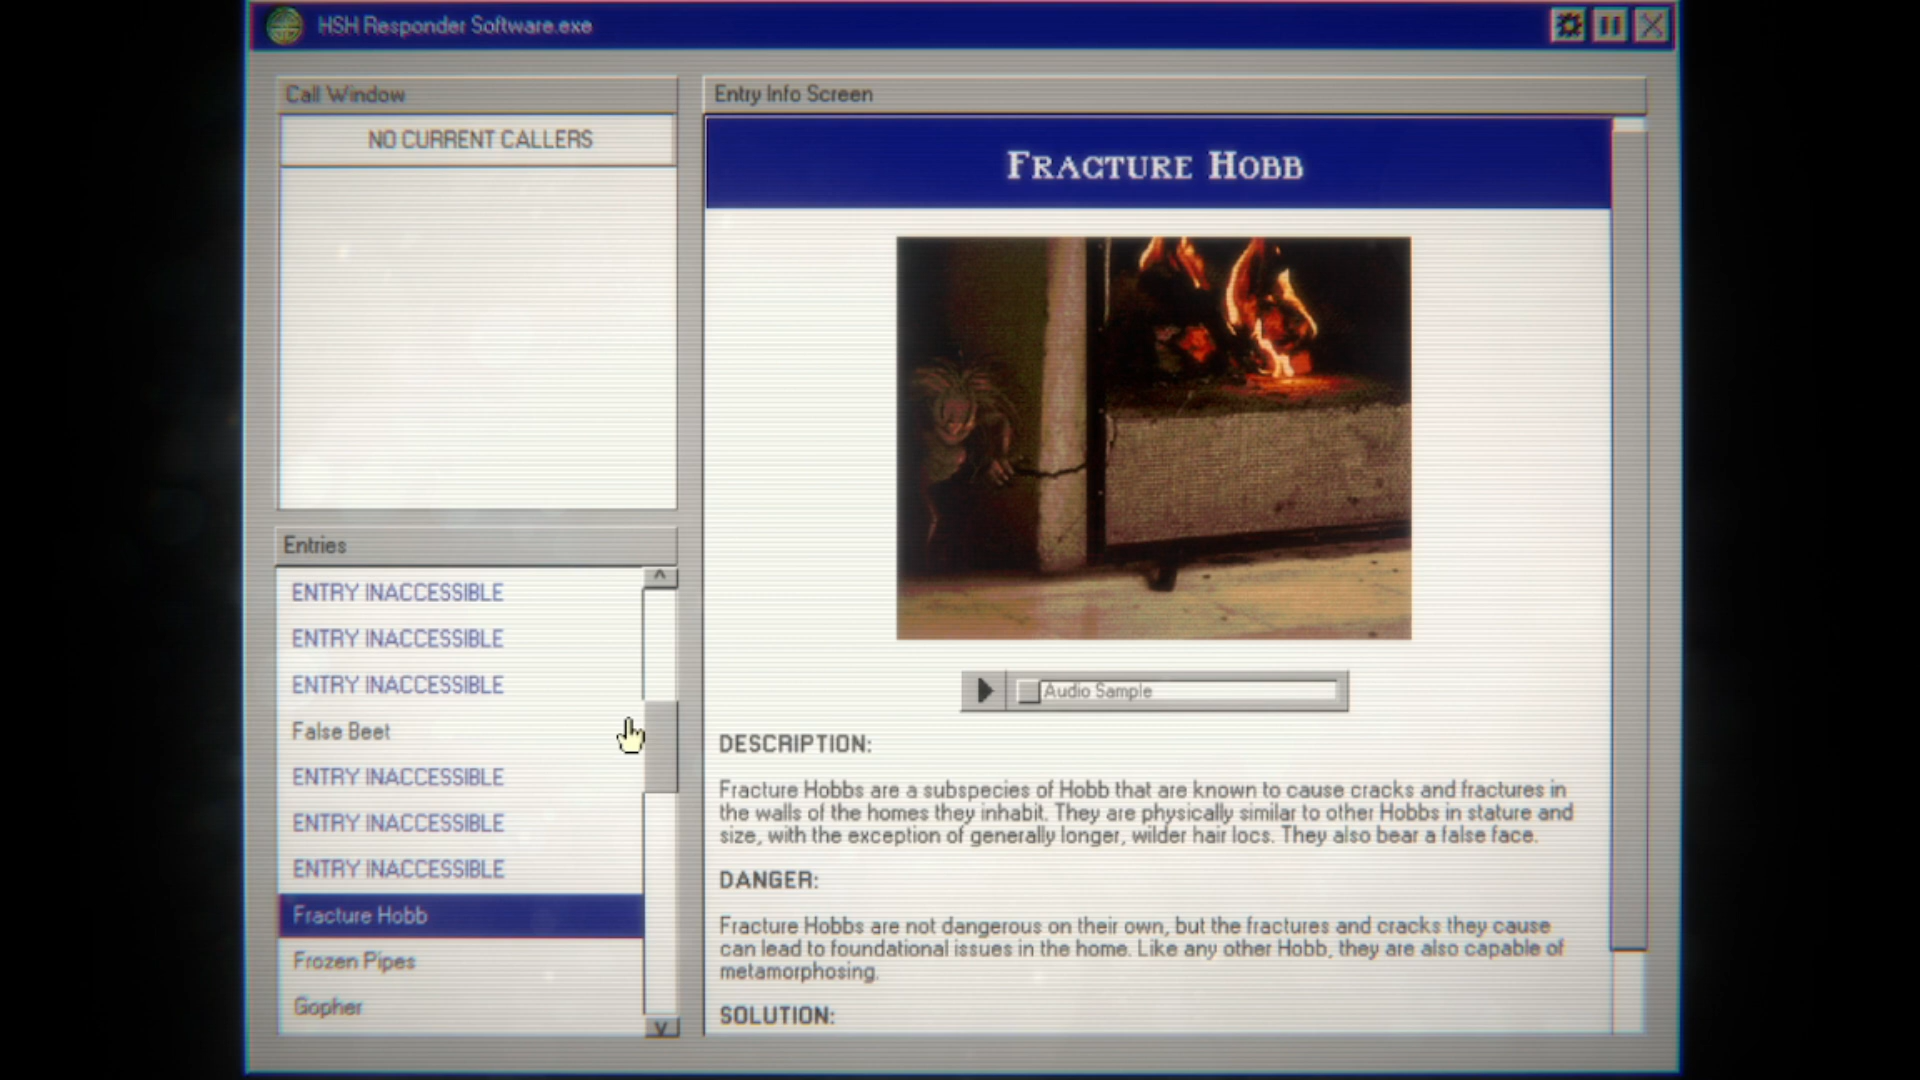 HSH Responder Software.exe
Call Window
NO CURRENT CALLERS
Entries
ENTRY INACCESSIBLE
ENTRY INACCESSIBLE
ENTRY INACCESSIBLE
False Beet
ENTRY INACCESSIBLE
ENTRY INACCESSIBLE
ENTRY INACCESSIBLE
Fracture Hobb
Frozen Pipes
Gopher
Entry Info Screen
FRACTURE HOBB
Audio Sample
DESCRIPTION:
Fracture Hobbs are a subspecies of Hobb that are known to cause cracks and fractures in
the walls of the homes they inhabit. They are physically similar to other Hobbs in stature and
size, with the exception of generally longer, wilder hair locs. They also bear a false face.
DANGER:
Fracture Hobbs are not dangerous on their own, but the fractures and cracks they cause
can lead to foundational issues in the home. Like any other Hobb, they are also capable of
metamorphosing.
SOLUTION: